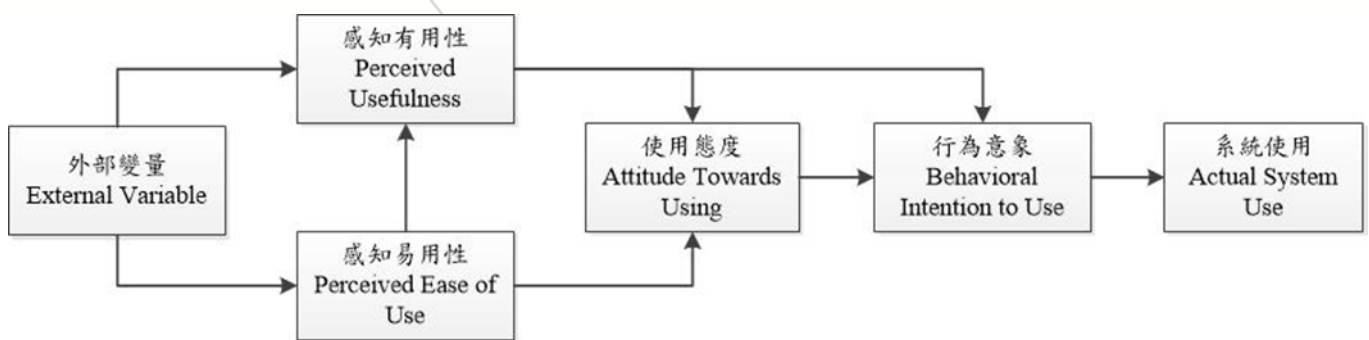 外部變量
External Variable
感知有用性
Perceived
Usefulness
感知易用性
Perceived Ease of
Use
使用態度
Attitude Towards
Using
行為意象
Behavioral
Intention to Use
系統使用
Actual System
Use